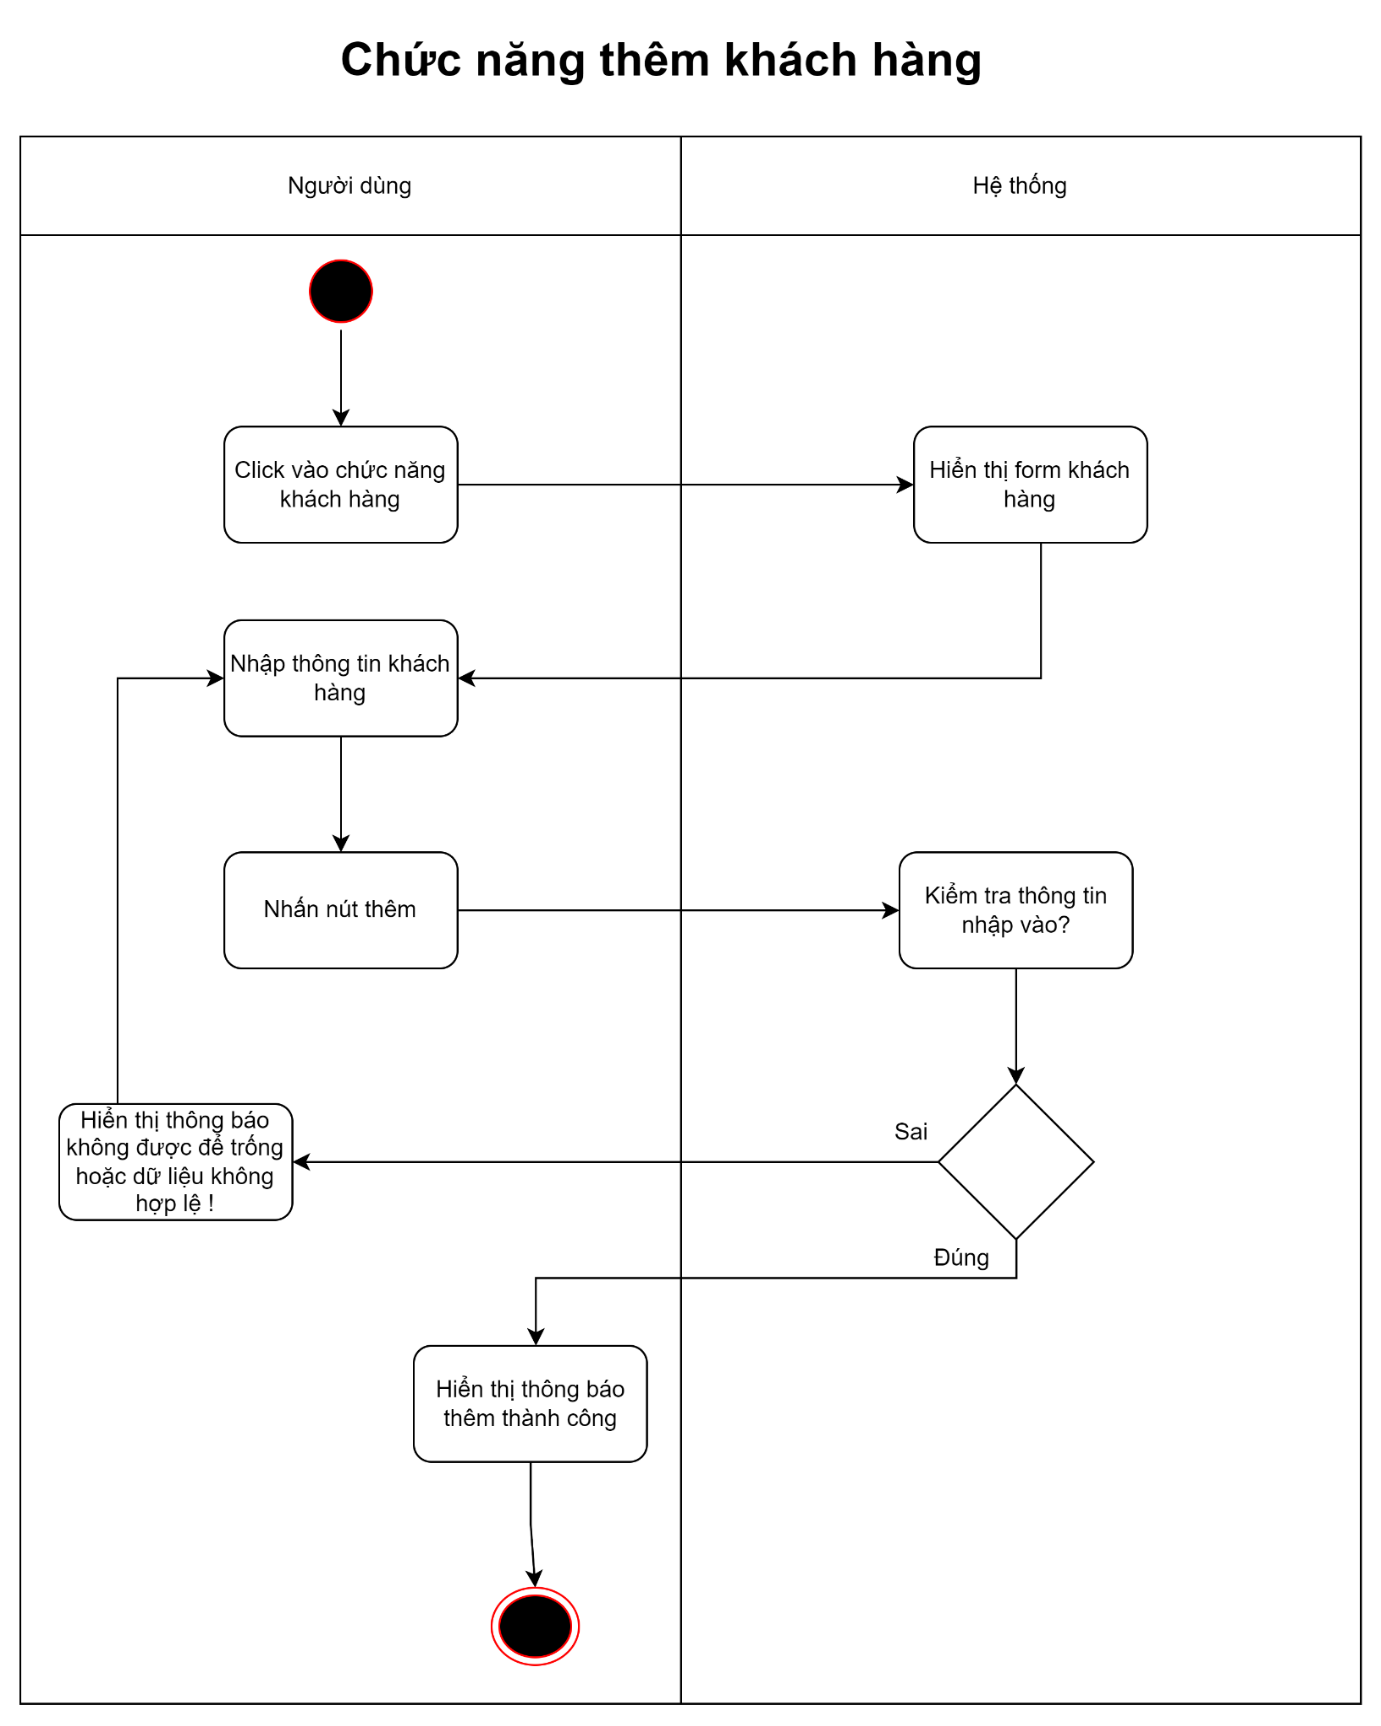 Chức năng thêm khách hàng
Người dùng
Hệ thống
Click vào chức năng
khách hàng
Hiển thị form khách
hàng
Nhập thông tin khách
hàng
Nhấn nút thêm
Kiểm tra thông tin
nhập vào?
Sai
Hiển thị thông báo
không được để trống
hoặc dữ liệu không
hợp lệ !
Đúng
Hiển thị thông báo
thêm thành công